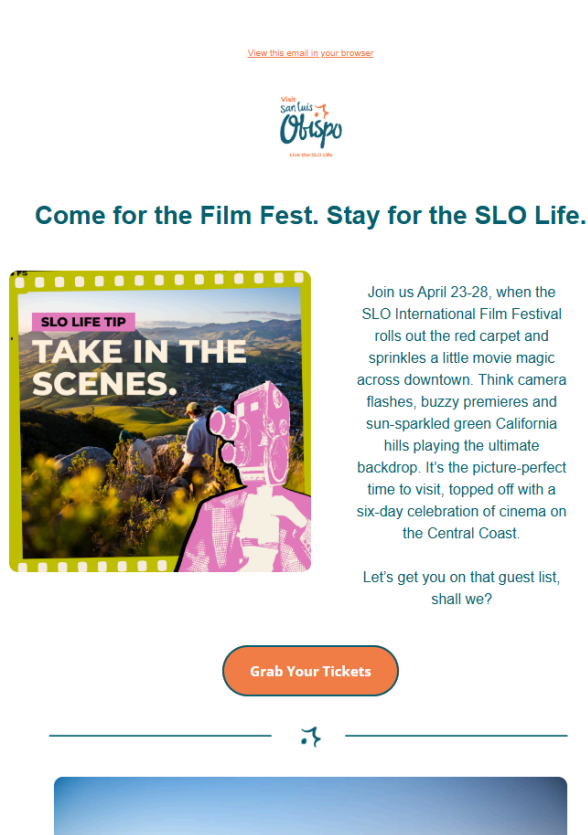 View this email in your browser
Visit
San Luis
Obispo
Live the SLO Life
Come for the Film Fest. Stay for the SLO Life.
SLO LIFE TIP
TAKE IN THE
SCENES.
Join us April 23-28, when the
SLO International Film Festival
rolls out the red carpet and
sprinkles a little movie magic
across downtown. Think camera
flashes, buzzy premieres and
sun-sparkled green California
hills playing the ultimate
backdrop. It’s the picture-perfect
time to visit, topped off with a
six-day celebration of cinema on
the Central Coast.
Let’s get you on that guest list,
shall we?
Grab Your Tickets